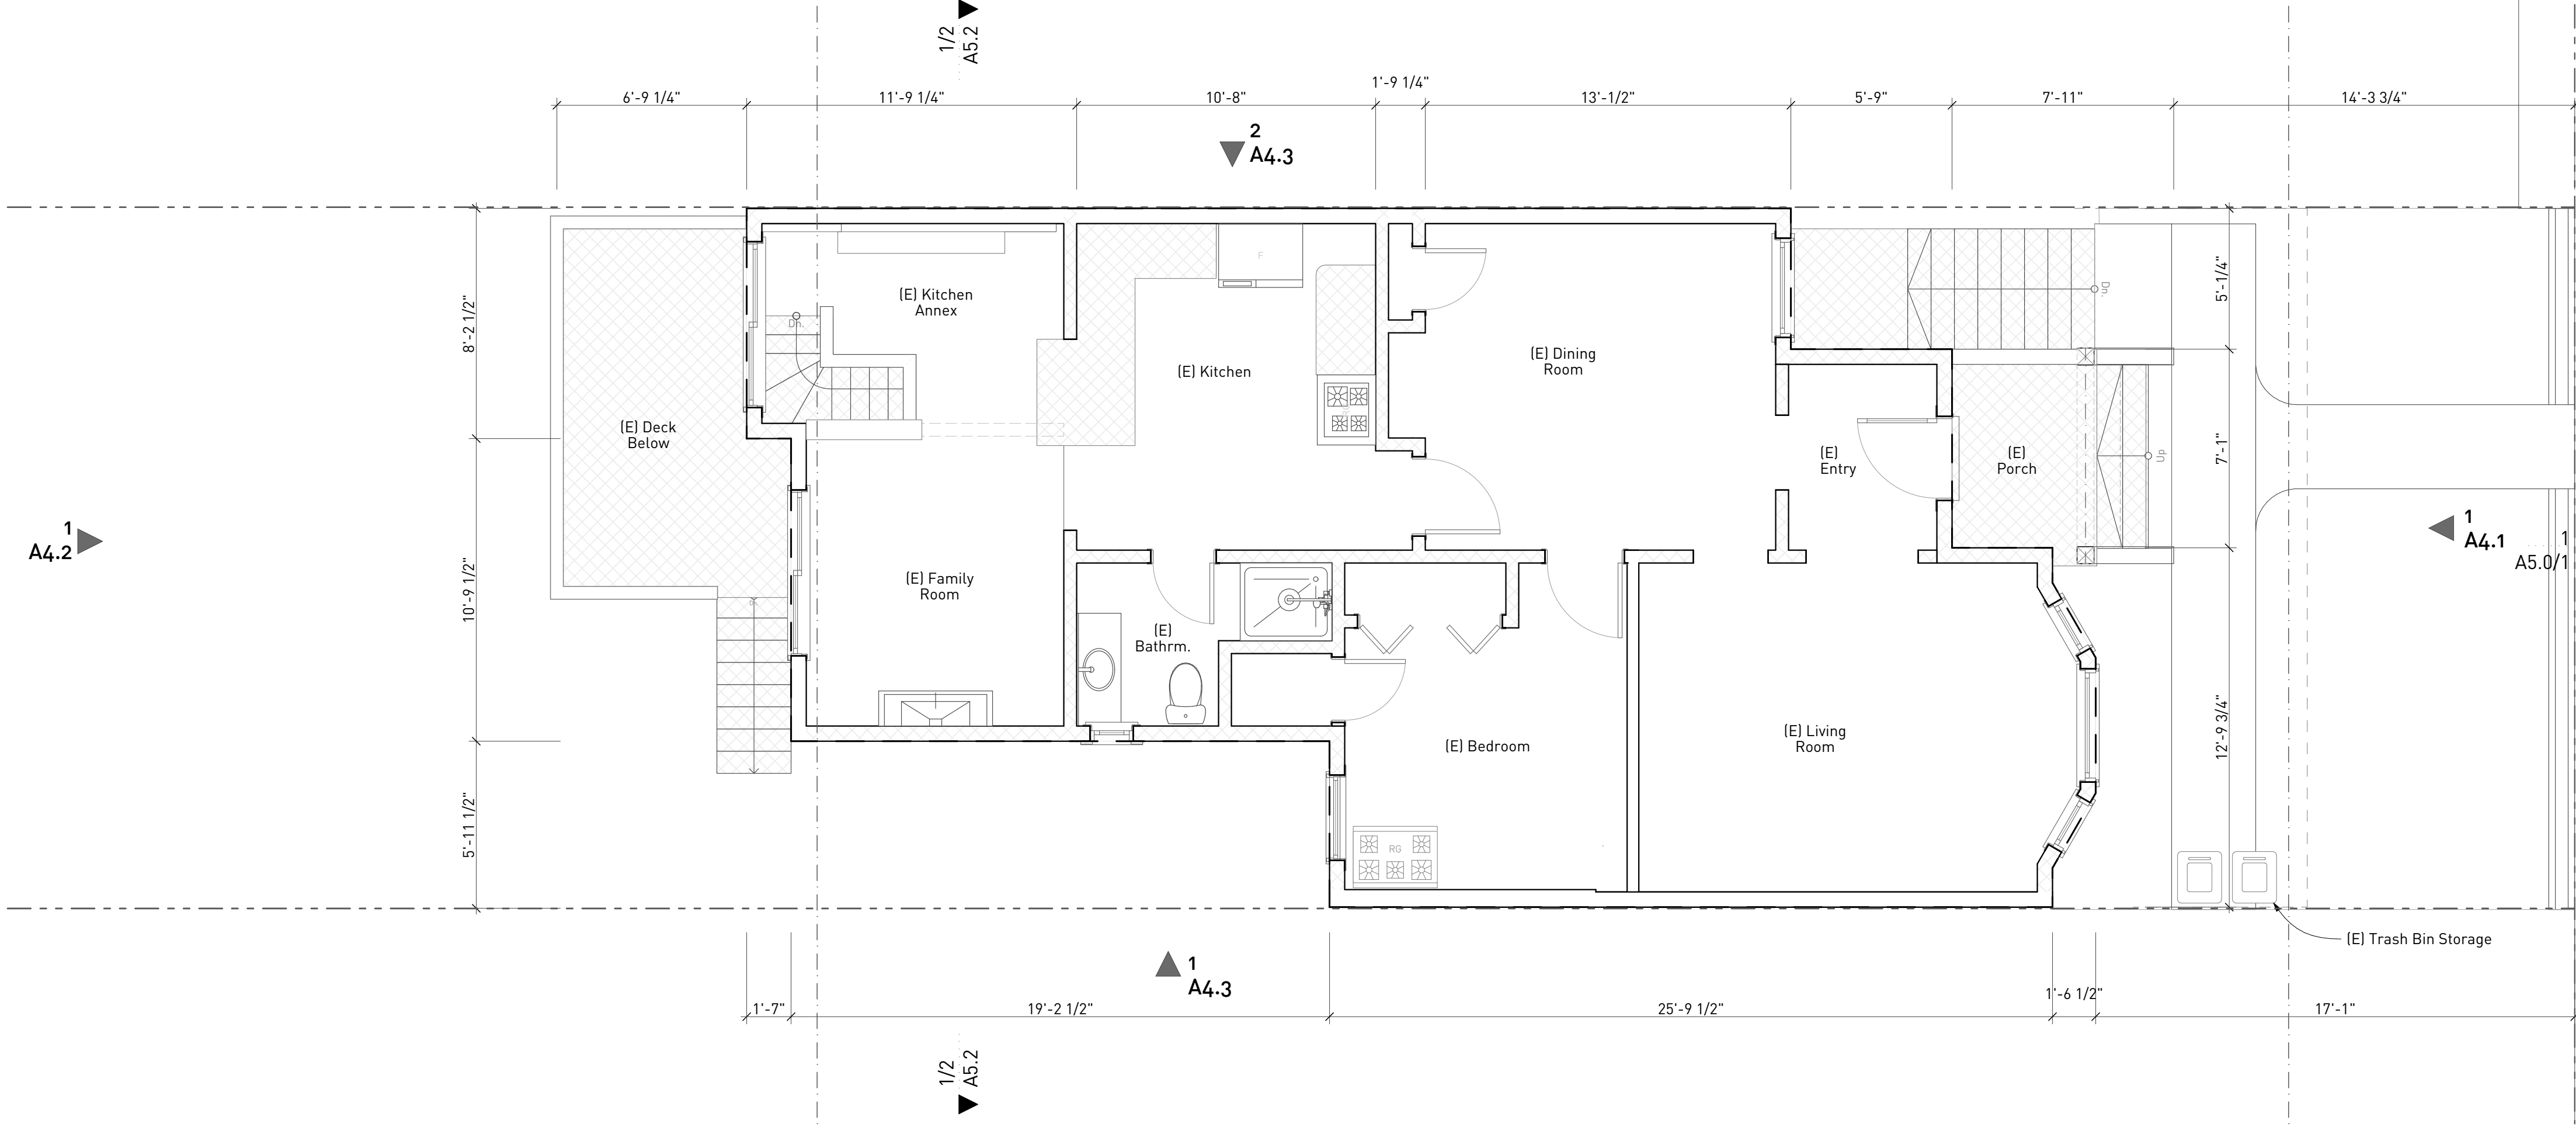 1/2
A5.2
1'-9 1/4"
6'-9 1/4"
11'-9 1/4"
10'-8"
13'-1/2"
5'-9"
7'-11"
14'-3 3/4"
2
A4.3
8'-2 1/2"
10'-9 1/2"
5'-11 1/2"
(E) Deck
Below
(E) Kitchen
Annex
Dn.
F
(E) Kitchen
(E) Dining
Room
(E)
Entry
(E)
Porch
Dn.
Up
5'-1/4"
7'-1"
12'-9 3/4"
1
A4.2
1
A4.1
1
A5.0/1
(E) Family
Room
(E)
Bathrm.
(E) Bedroom
(E) Living
Room
RG
(E) Trash Bin Storage
1
A4.3
1'-7"
19'-2 1/2"
25'-9 1/2"
1'-6 1/2"
17'-1"
1/2
A5.2